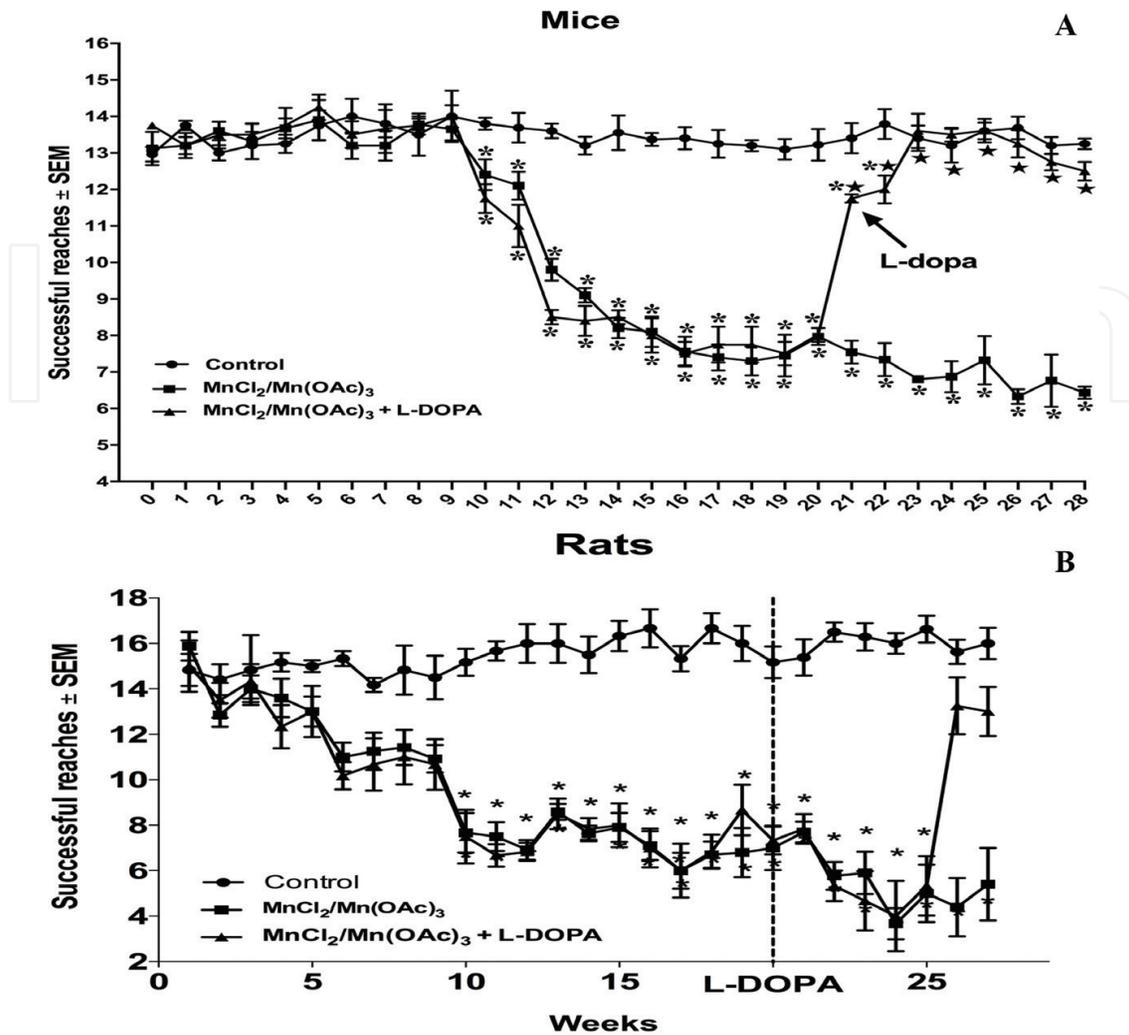 Mice
A
Successful reaches ± SEM
16
15
14
13
12
11
10
9
8
7
6
5
4
L-dopa
Control
MnCl₂/Mn(OAc)₃
MnCl₂/Mn(OAc)₃ + L-DOPA
0 1 2 3 4 5 6 7 8 9 10 11 12 13 14 15 16 17 18 19 20 21 22 23 24 25 26 27 28
Rats
B
Successful reaches ± SEM
18
16
14
12
10
8
6
4
2
Control
MnCl₂/Mn(OAc)₃
MnCl₂/Mn(OAc)₃ + L-DOPA
0 5 10 15 L-DOPA 25
Weeks